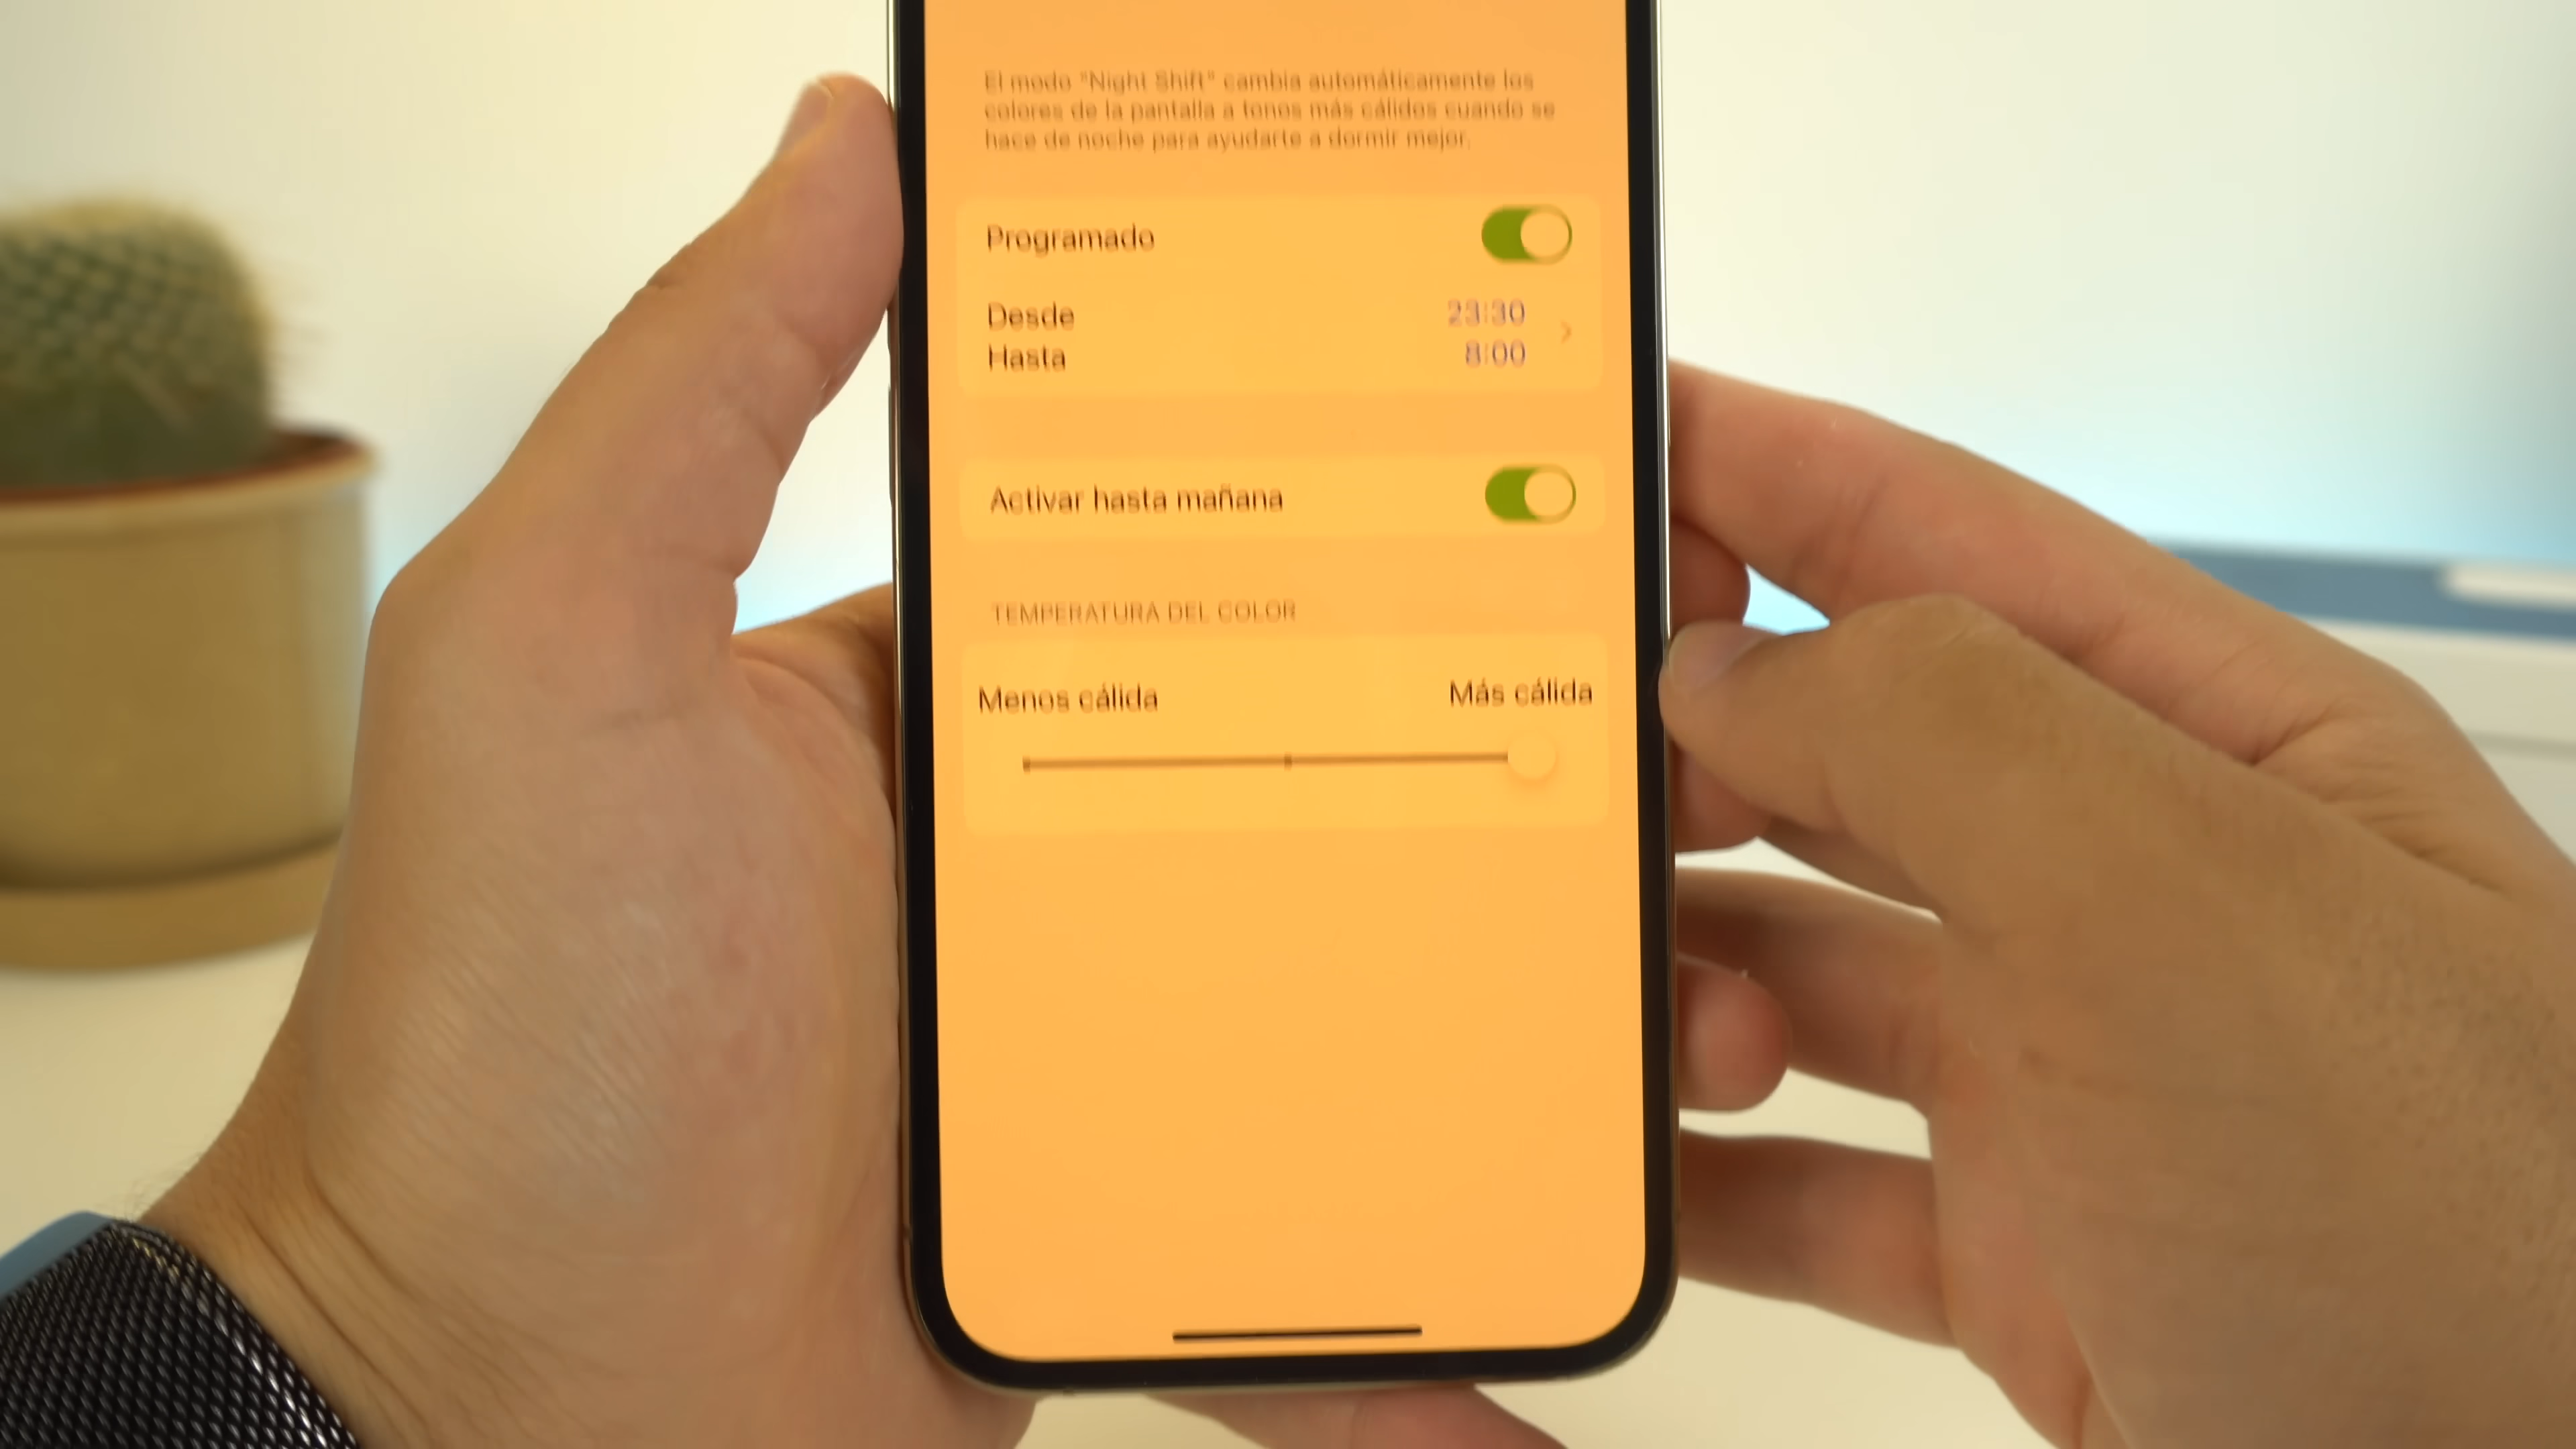 El modo "Night Shift" cambia automáticamente los
colores de la pantalla a tonos más cálidos cuando se
hace de noche para ayudarte a dormir mejor.
Programado
Desde 23:30
Hasta 8:00
Activar hasta mañana
TEMPERATURA DEL COLOR
Menos cálida Más cálida